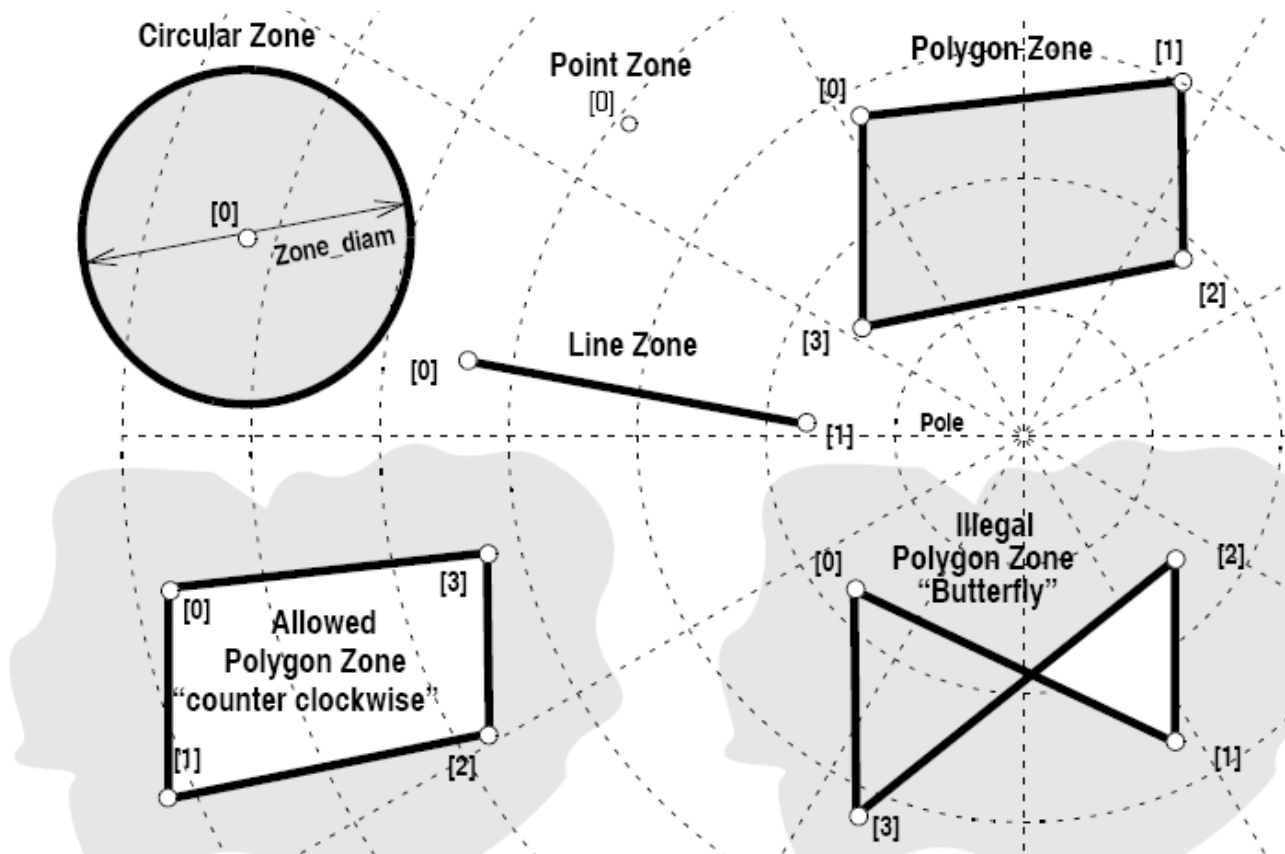 Circular Zone
[0]
Zone_diam
Point Zone
[0]
Polygon Zone
[0]
[1]
[2]
[3]
Line Zone
[0]
[1]
Pole
[0]
[3]
Allowed
Polygon Zone
“counter clockwise”
[1]
[2]
Illegal
Polygon Zone
“Butterfly”
[0]
[2]
[1]
[3]